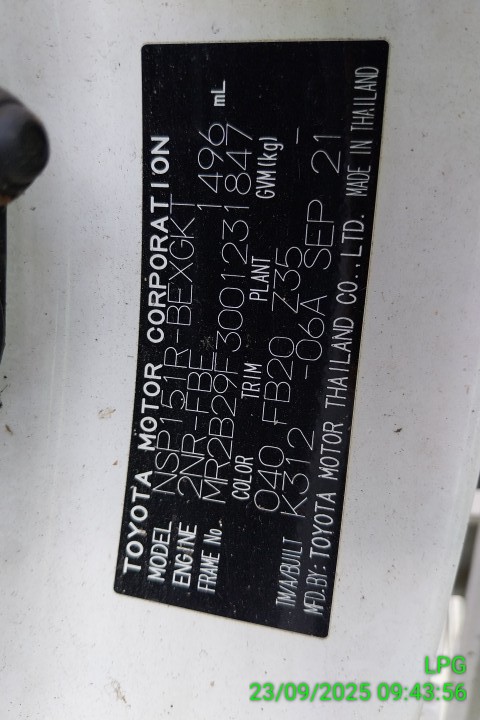 TOYOTA MOTOR CORPORATION
MODEL NSP151R-BEXGKT
ENGINE 2NR-FBE 1496 mL
FRAME No. MR2B29F3001231847
COLOR TRIM PLANT GVM(kg)
040 FB20 Z35 -
TM/A/BUILT K312 -06A SEP 21
MFD.BY: TOYOTA MOTOR THAILAND CO., LTD. MADE IN THAILAND
LPG
23/09/2025 09:43:56